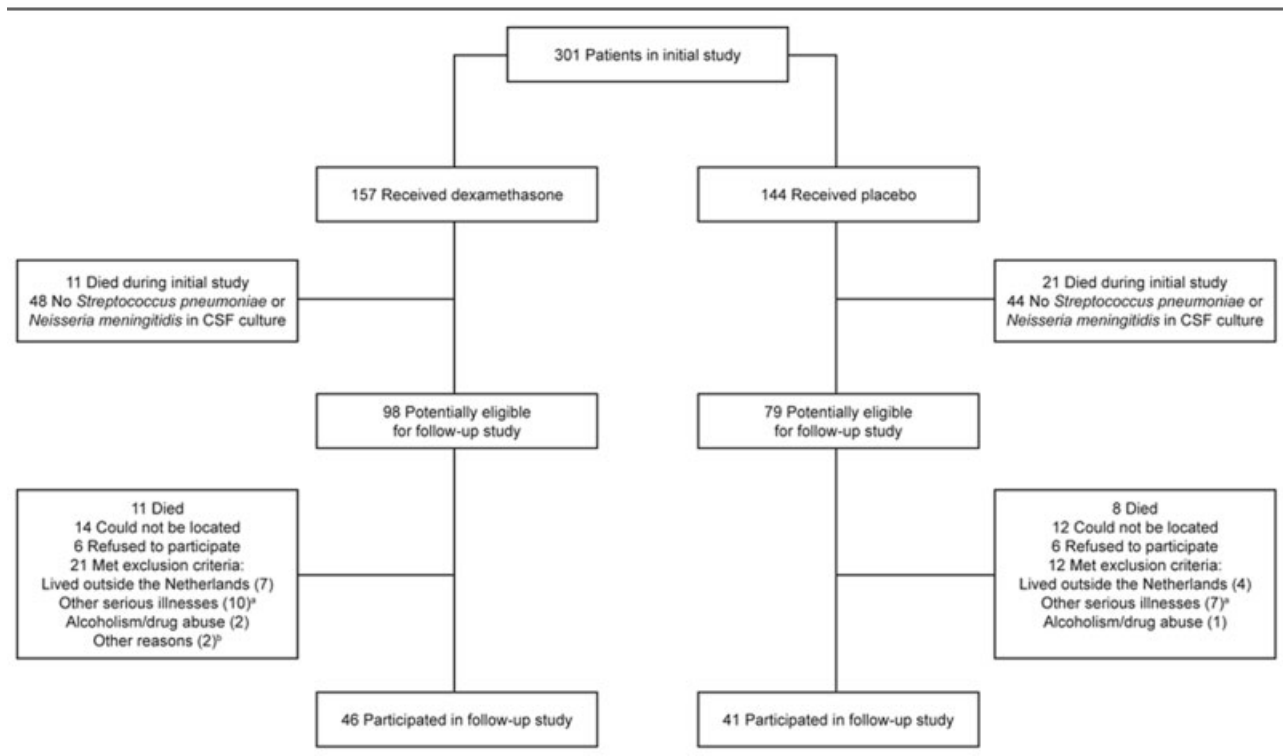 301 Patients in initial study
157 Received dexamethasone
144 Received placebo
11 Died during initial study
48 No Streptococcus pneumoniae or
Neisseria meningitidis in CSF culture
21 Died during initial study
44 No Streptococcus pneumoniae or
Neisseria meningitidis in CSF culture
98 Potentially eligible
for follow-up study
79 Potentially eligible
for follow-up study
11 Died
14 Could not be located
6 Refused to participate
21 Met exclusion criteria:
Lived outside the Netherlands (7)
Other serious illnesses (10)ᵃ
Alcoholism/drug abuse (2)
Other reasons (2)ᵇ
8 Died
12 Could not be located
6 Refused to participate
12 Met exclusion criteria:
Lived outside the Netherlands (4)
Other serious illnesses (7)ᵃ
Alcoholism/drug abuse (1)
46 Participated in follow-up study
41 Participated in follow-up study